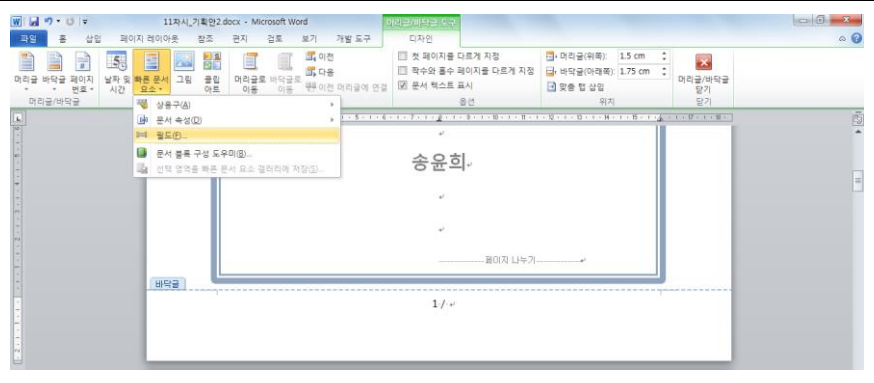 11차시_기획안2.docx - Microsoft Word
머리글/바닥글 도구
파일 홈 삽입 페이지 레이아웃 참조 편지 검토 보기 개발 도구 디자인
머리글 바닥글 페이지 번호
날짜 및 시간
빠른 문서 요소
그림
클립 아트
머리글로 이동
바닥글로 이동
이전
다음
이전 머리글에 연결
첫 페이지를 다르게 지정
짝수와 홀수 페이지를 다르게 지정
문서 텍스트 표시
머리글(위쪽): 1.5 cm
바닥글(아래쪽): 1.75 cm
맞춤 탭 삽입
머리글/바닥글 닫기
머리글/바닥글 옵션 위치 닫기
상용구(A)
문서 속성(D)
필드(F)...
문서 블록 구성 도우미(B)...
선택 영역을 빠른 문서 요소 갤러리에 저장(S)...
송윤희
페이지 나누기
바닥글
1 /